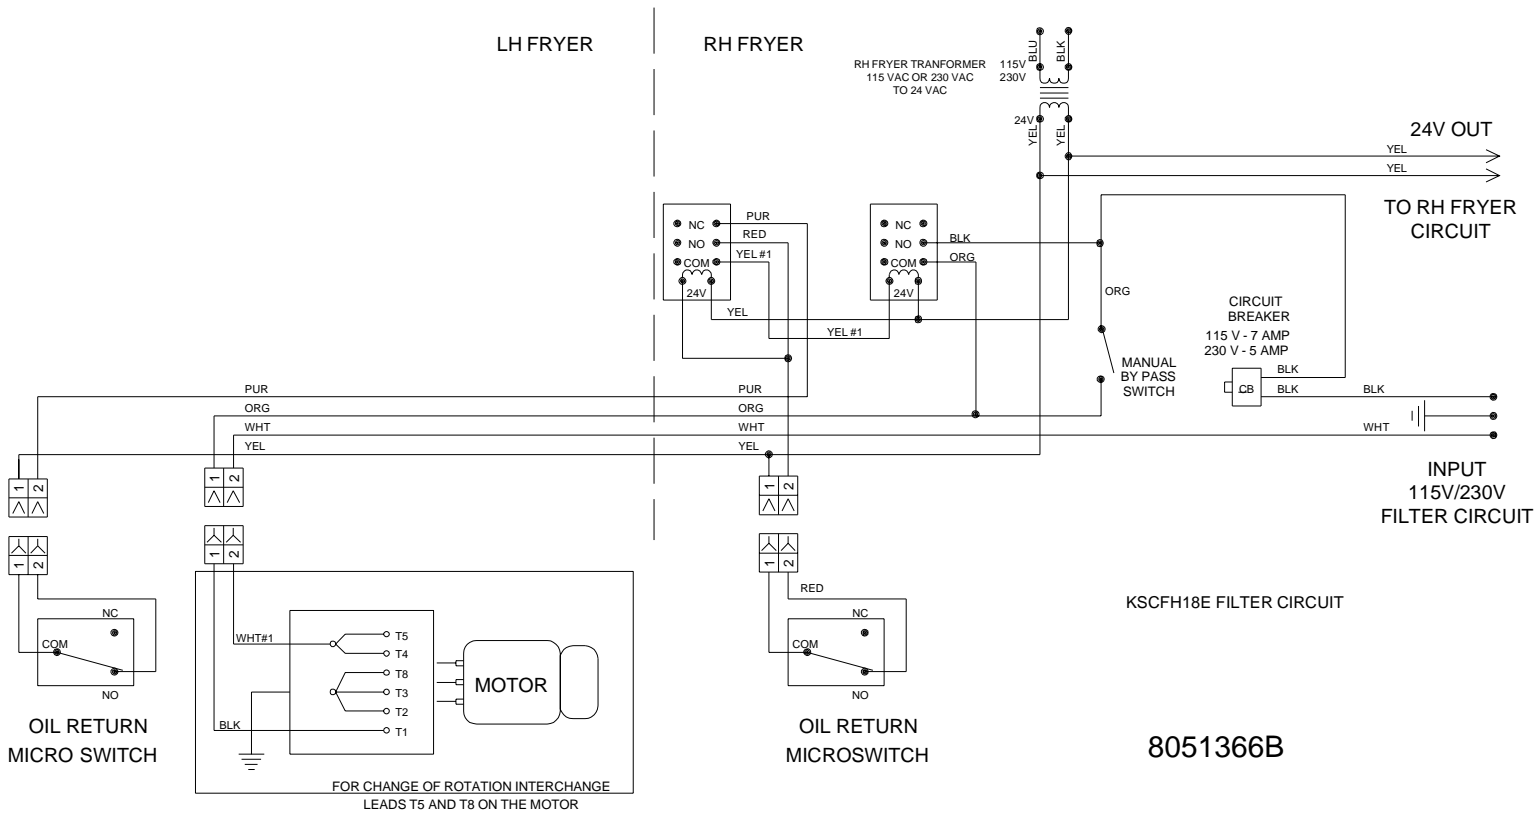 LH FRYER
RH FRYER
BLU
BLK
RH FRYER TRANFORMER
115 VAC OR 230 VAC
TO 24 VAC
115V
230V
24V
YEL
YEL
24V OUT
YEL
YEL
TO RH FRYER
CIRCUIT
NC
NO
COM
24V
PUR
RED
YEL #1
NC
NO
COM
24V
BLK
ORG
YEL
YEL #1
ORG
CIRCUIT
BREAKER
115 V - 7 AMP
230 V - 5 AMP
MANUAL
BY PASS
SWITCH
CB
BLK
BLK
BLK
WHT
PUR
ORG
WHT
YEL
PUR
ORG
WHT
YEL
INPUT
115V/230V
FILTER CIRCUIT
1
2
1
2
1
2
1
2
1
2
1
2
NC
COM
NO
OIL RETURN
MICRO SWITCH
WHT#1
BLK
T5
T4
T8
T3
T2
T1
MOTOR
FOR CHANGE OF ROTATION INTERCHANGE
LEADS T5 AND T8 ON THE MOTOR
RED
NC
COM
NO
OIL RETURN
MICROSWITCH
KSCFH18E FILTER CIRCUIT
8051366B